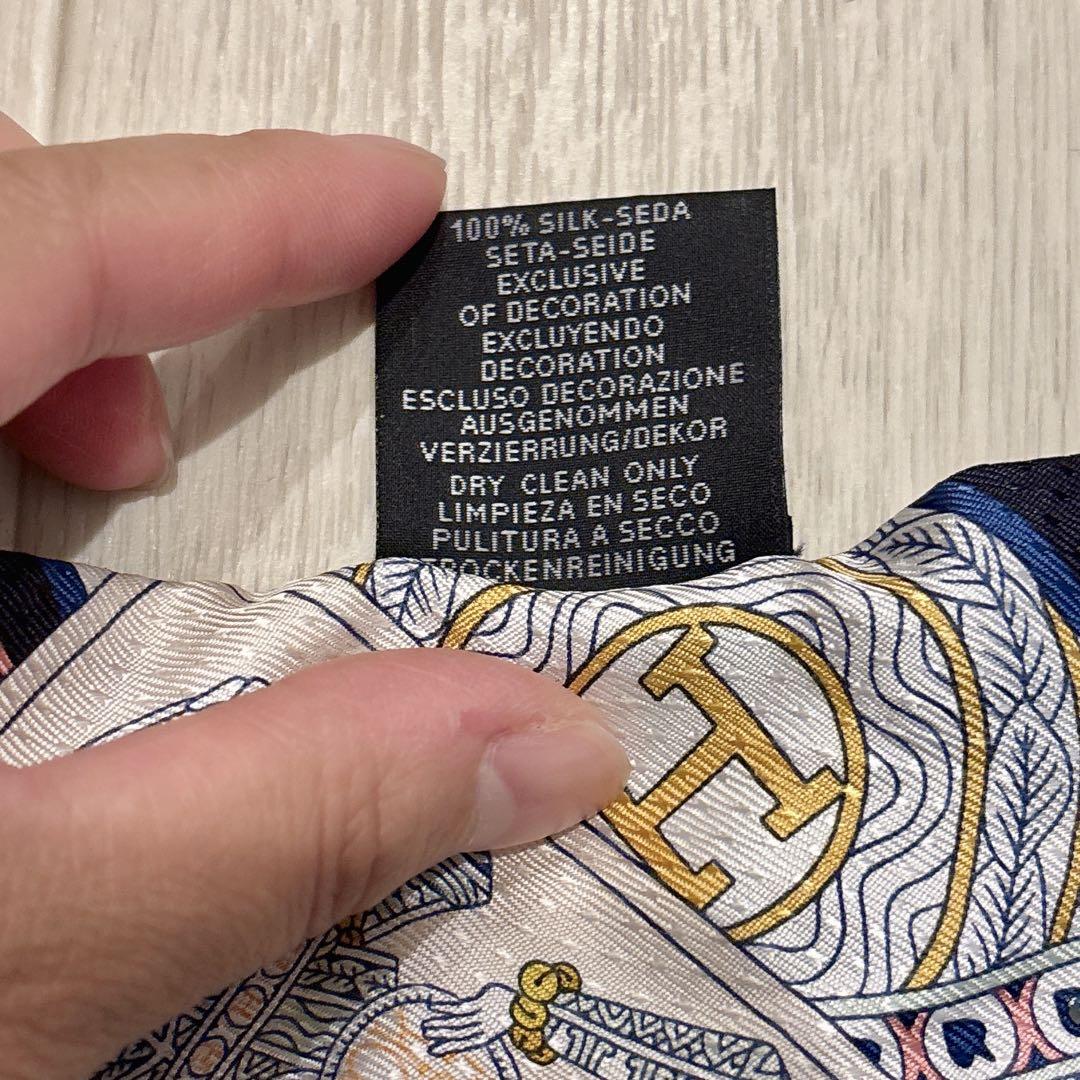 100% SILK-SEDA
SETA-SEIDE
EXCLUSIVE
OF DECORATION
EXCLUYENDO
DECORATION
ESCLUSO DECORAZIONE
AUSGENOMMEN
VERZIERRUNG/DEKOR
DRY CLEAN ONLY
LIMPIEZA EN SECO
PULITURA A SECCO
ROCKENREINIGUNG
H